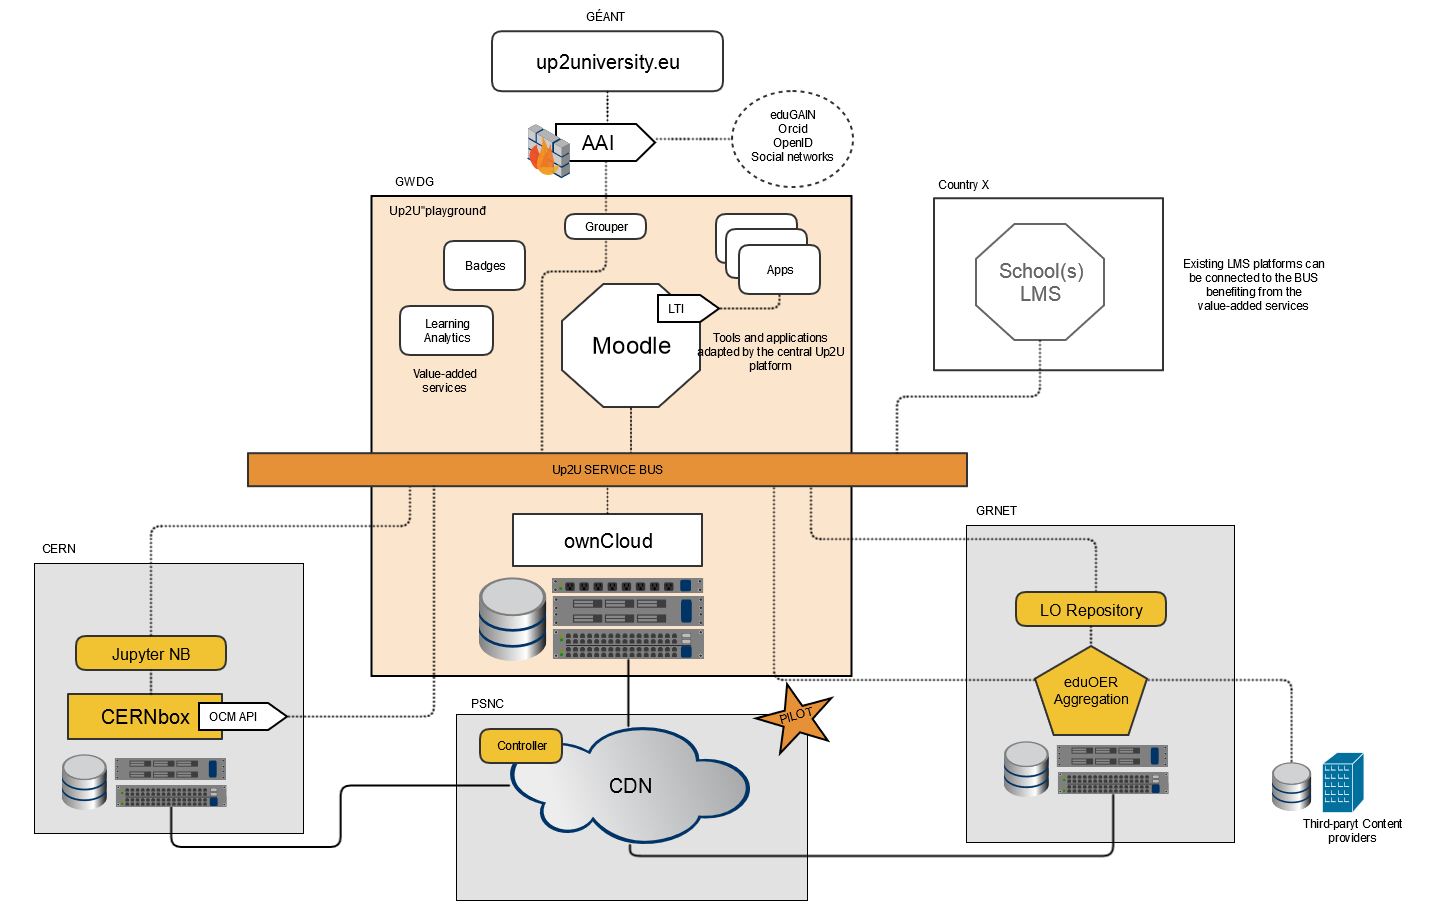 GÉANT
up2university.eu
AAI
eduGAIN
Orcid
OpenID
Social networks
GWDG
Up2U"playground"
Grouper
Badges
Apps
Learning
Analytics
Value-added
services
LTI
Moodle
Tools and applications
adapted by the central Up2U
platform
Country X
School(s)
LMS
Existing LMS platforms can
be connected to the BUS
benefiting from the
value-added services
Up2U SERVICE BUS
ownCloud
CERN
Jupyter NB
CERNbox
OCM API
PSNC
PILOT
Controller
CDN
GRNET
LO Repository
eduOER
Aggregation
Third-paryt Content
providers